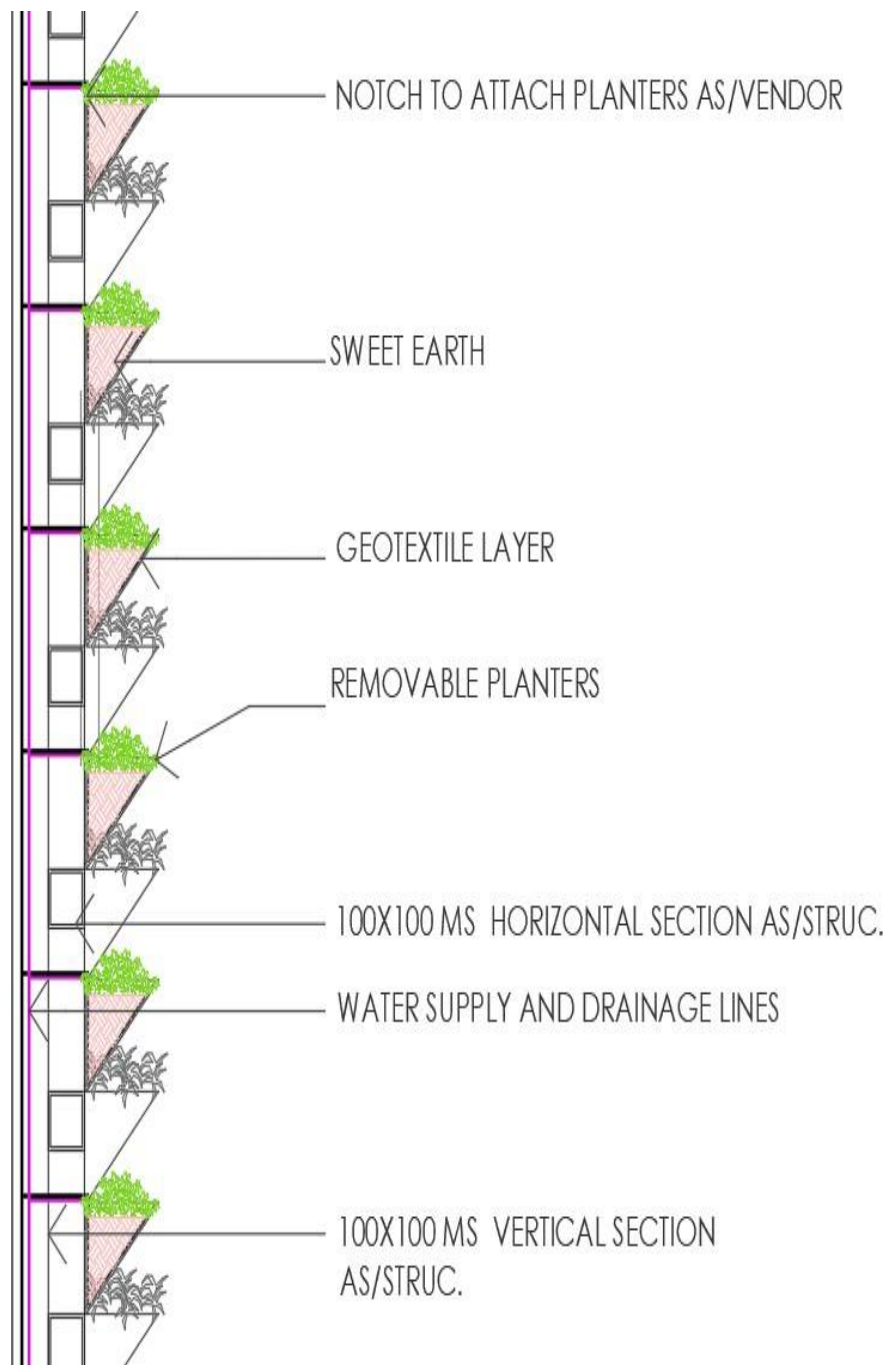 NOTCH TO ATTACH PLANTERS AS/VENDOR
SWEET EARTH
GEOTEXTILE LAYER
REMOVABLE PLANTERS
100X100 MS HORIZONTAL SECTION AS/STRUC.
WATER SUPPLY AND DRAINAGE LINES
100X100 MS VERTICAL SECTION
AS/STRUC.